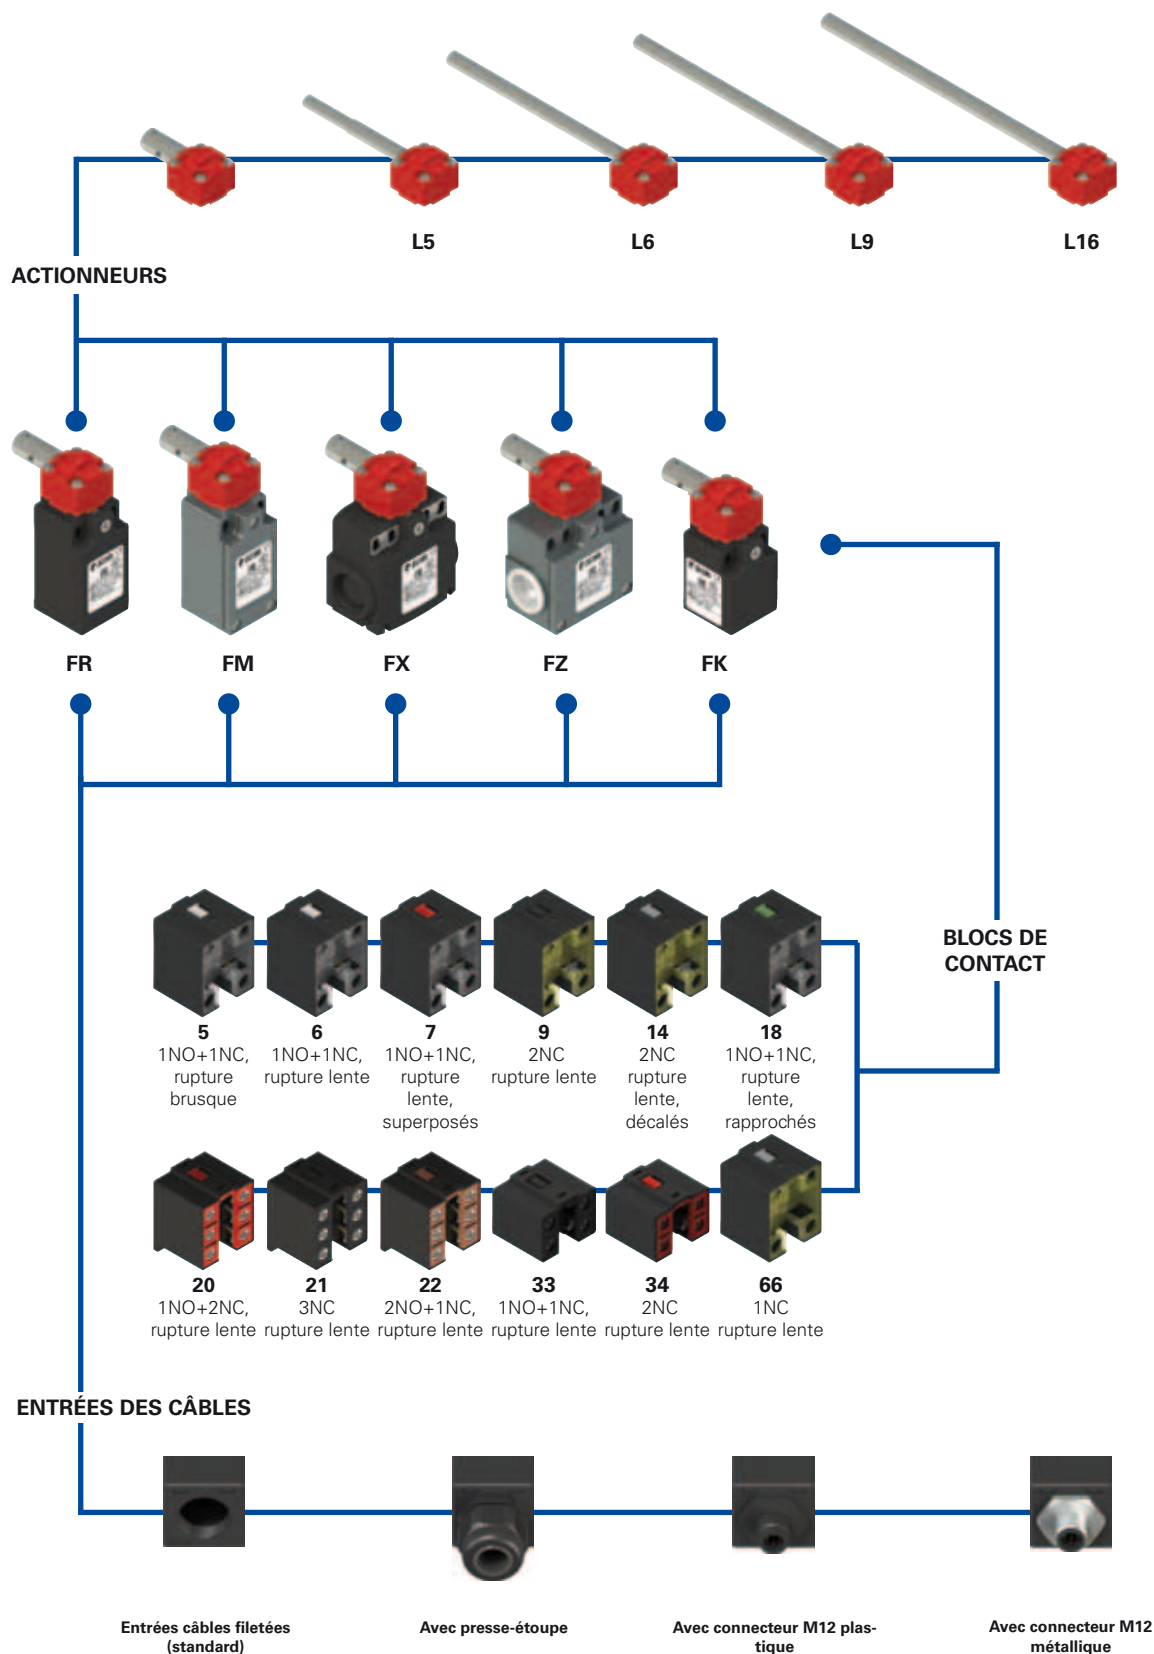 L5
L6
L9
L16
ACTIONNEURS
FR
FM
FX
FZ
FK
BLOCS DE
CONTACT
5
1NO+1NC,
rupture
brusque
6
1NO+1NC,
rupture lente
7
1NO+1NC,
rupture
lente,
superposés
9
2NC
rupture lente
14
2NC
rupture
lente,
décalés
18
1NO+1NC,
rupture
lente,
rapprochés
20
1NO+2NC,
rupture lente
21
3NC
rupture lente
22
2NO+1NC,
rupture lente
33
1NO+1NC,
rupture lente
34
2NC
rupture lente
66
1NC
rupture lente
ENTRÉES DES CÂBLES
Entrées câbles filetées
(standard)
Avec presse-étoupe
Avec connecteur M12 plas-
tique
Avec connecteur M12
métallique